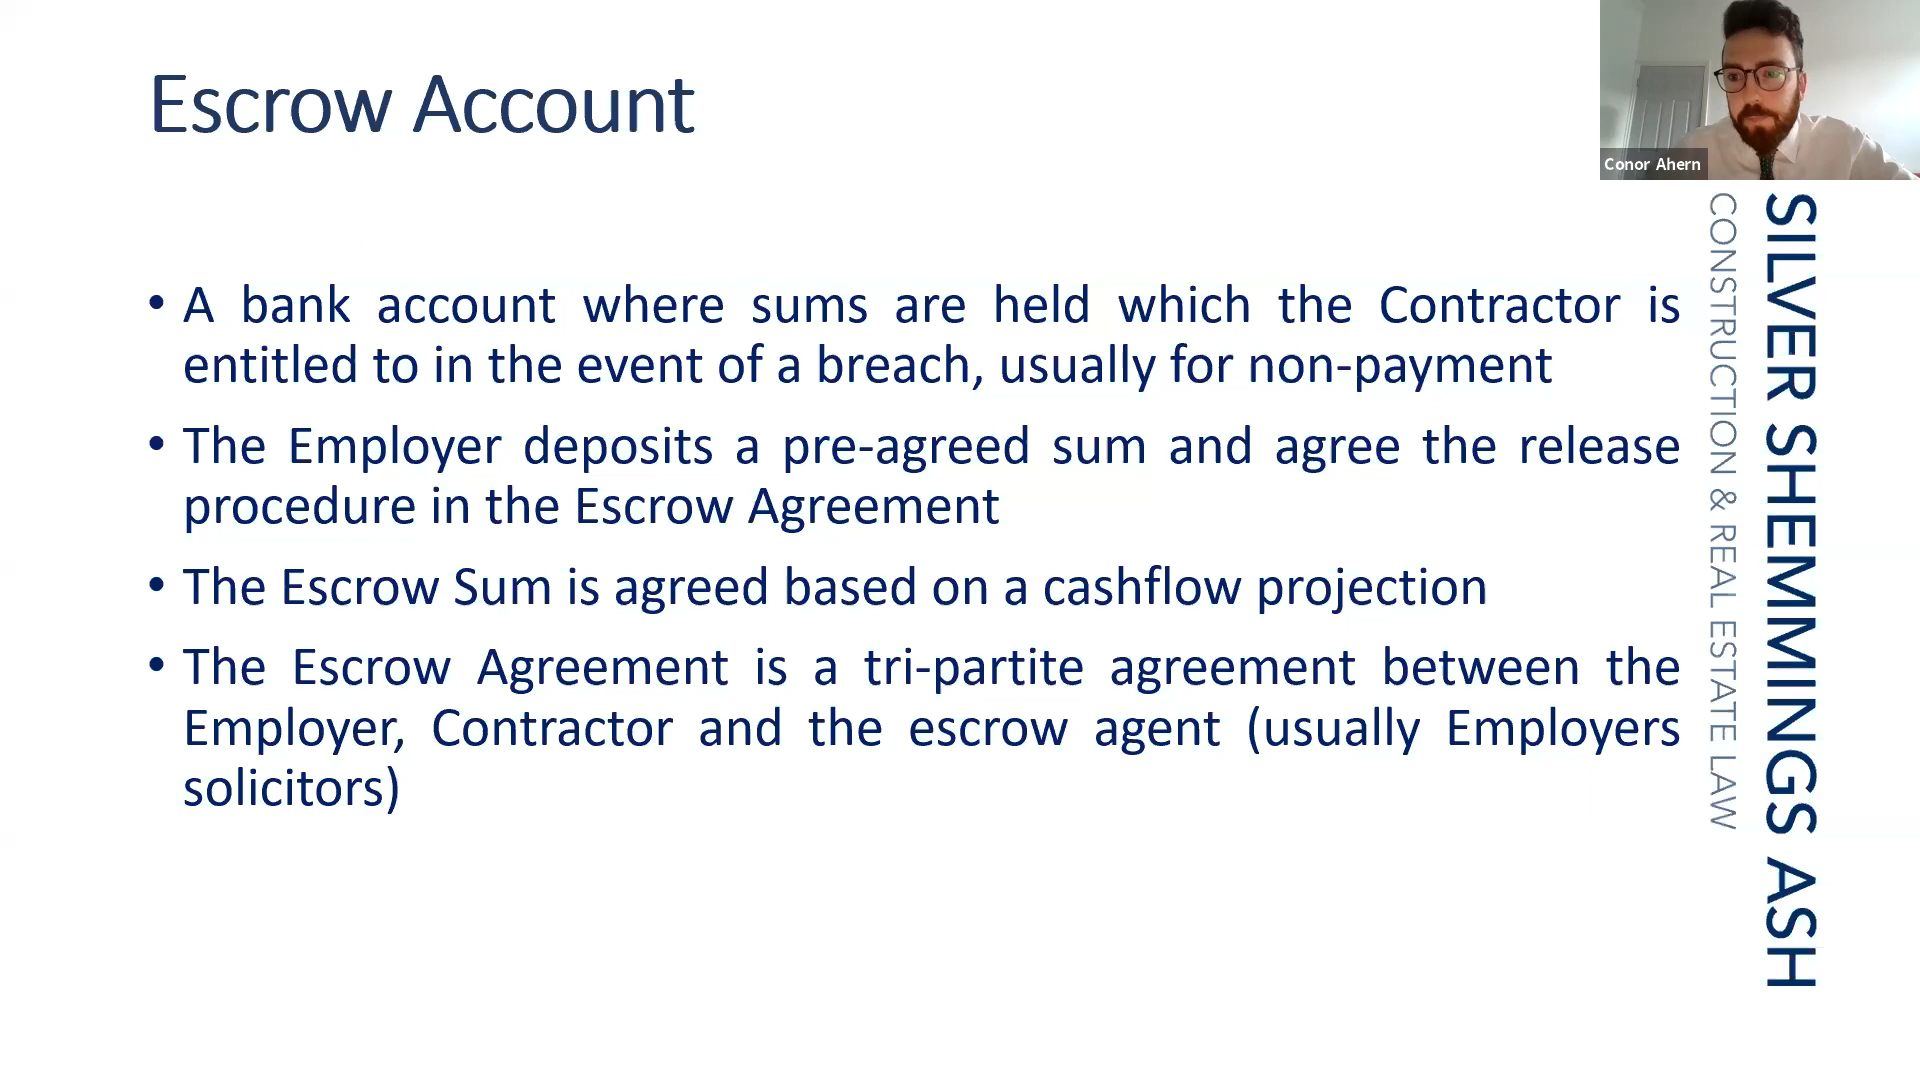 Escrow Account
Conor Ahern
• A bank account where sums are held which the Contractor is
entitled to in the event of a breach, usually for non-payment
• The Employer deposits a pre-agreed sum and agree the release
procedure in the Escrow Agreement
• The Escrow Sum is agreed based on a cashflow projection
• The Escrow Agreement is a tri-partite agreement between the
Employer, Contractor and the escrow agent (usually Employers
solicitors)
SILVER SHEMMINGS ASH
CONSTRUCTION & REAL ESTATE LAW